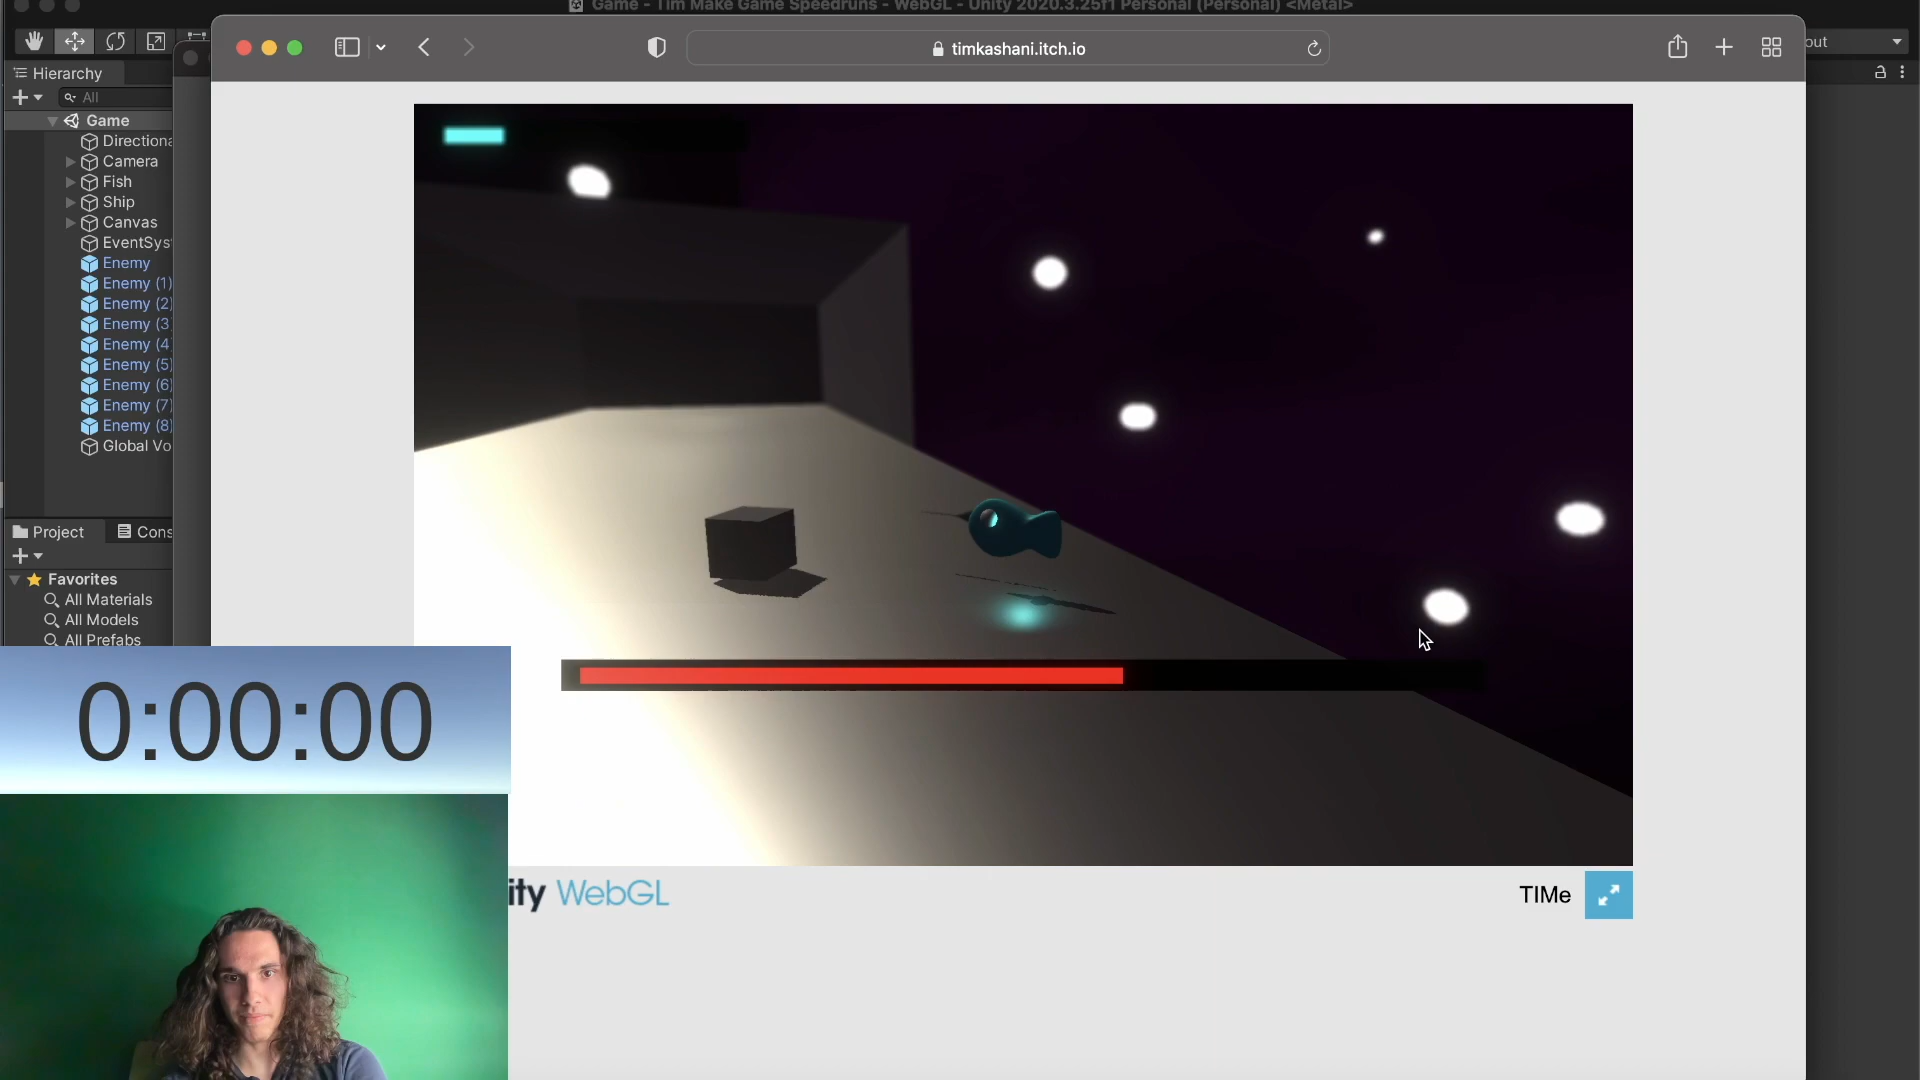 Game - Tim Make Game Speedruns - WebGL - Unity 2020.3.25f1 Personal (Personal) <Metal>
timkashani.itch.io
out
Hierarchy
All
Game
Directiona
Camera
Fish
Ship
Canvas
EventSys
Enemy
Enemy (1)
Enemy (2)
Enemy (3
Enemy (4
Enemy (5)
Enemy (6)
Enemy (7)
Enemy (8)
Global Vo
Project
Cons
Favorites
All Materials
All Models
All Prefabs
0:00:00
ity WebGL
TIMe